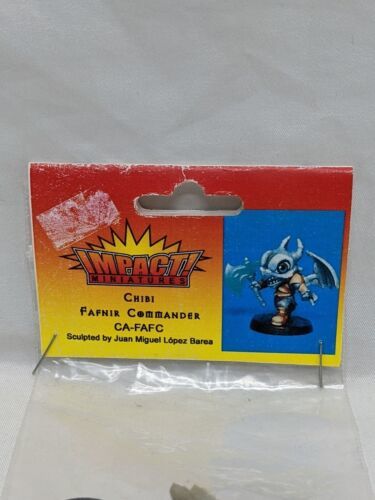 IMPACT!
MINIATURES
Chibi
Fafnir Commander
CA-FAFC
Sculpted by Juan Miguel López Barea